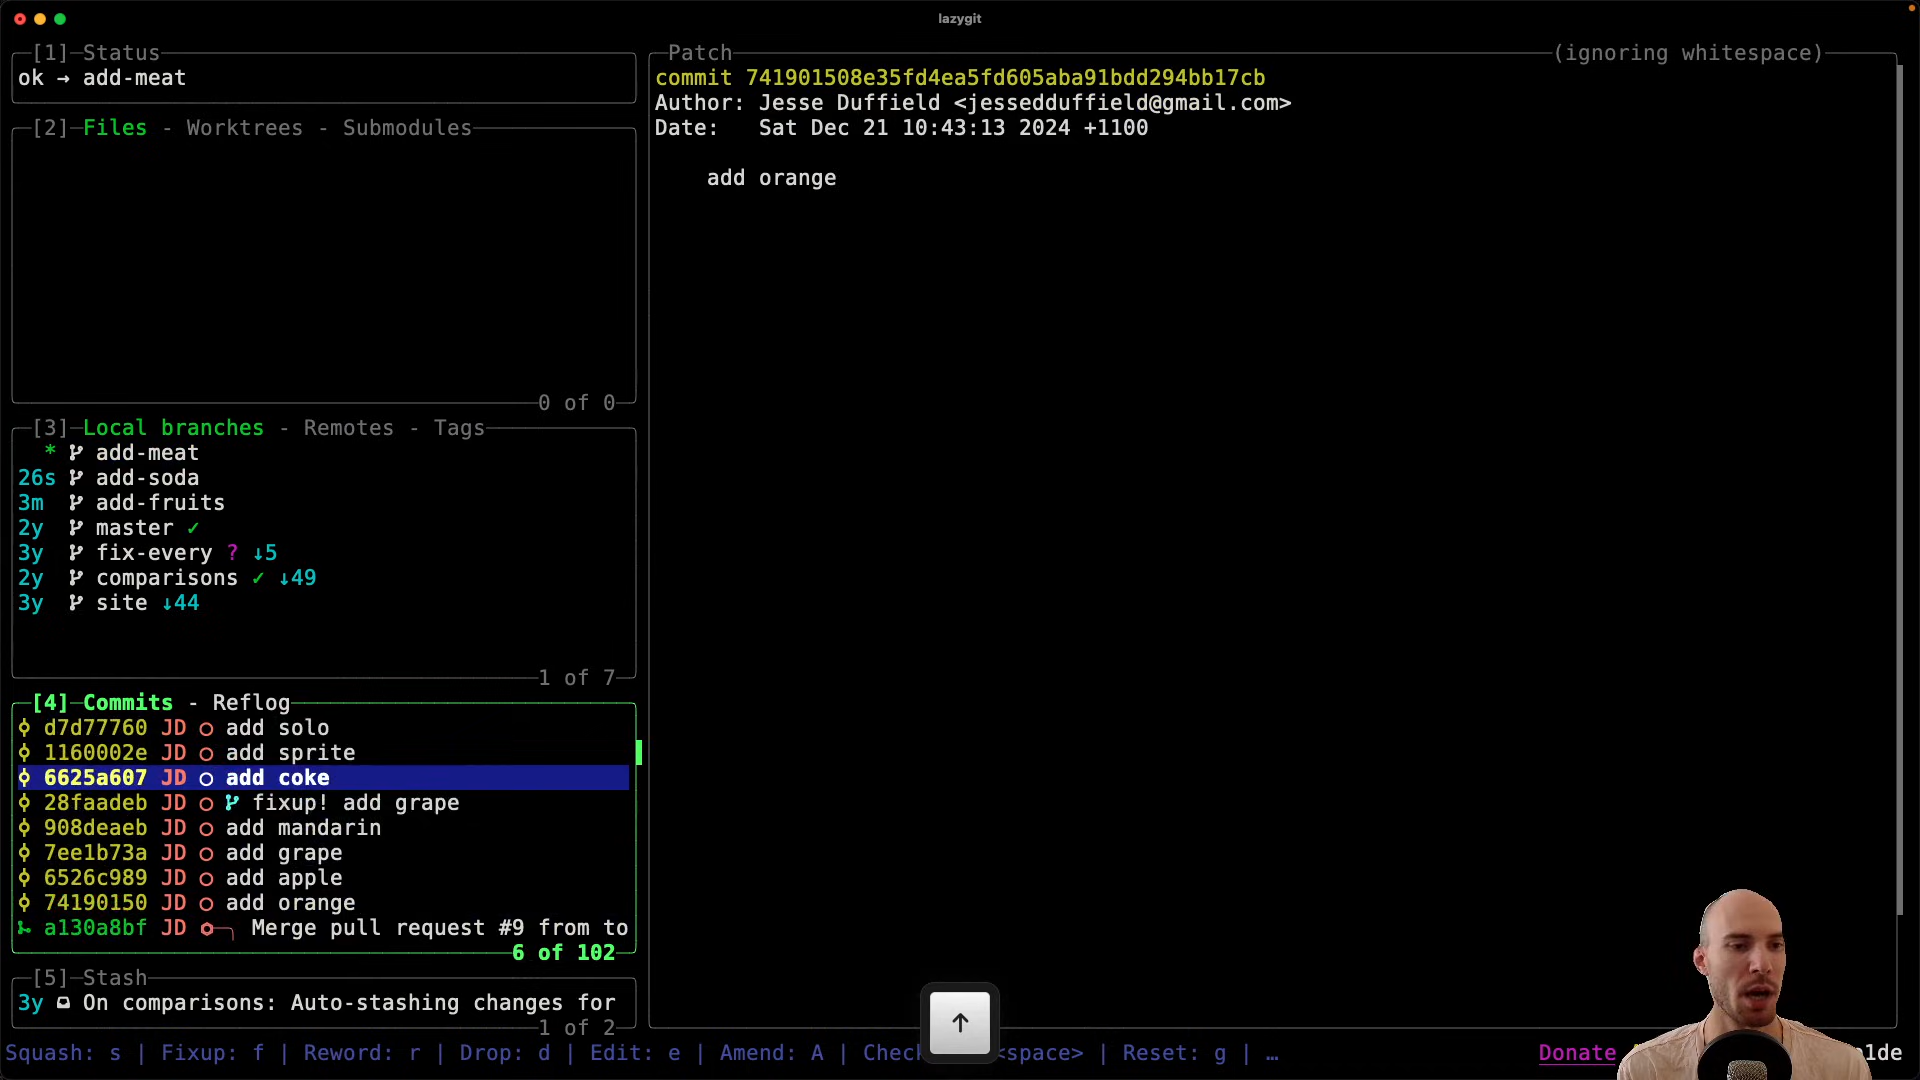 lazygit
[1]─Status
ok → add-meat
[2]─Files - Worktrees - Submodules
0 of 0
[3]─Local branches - Remotes - Tags
* add-meat
26s add-soda
3m add-fruits
2y master ✓
3y fix-every ? ↓5
2y comparisons ✓ ↓49
3y site ↓44
1 of 7
[4]─Commits - Reflog
d7d77760 JD add solo
1160002e JD add sprite
6625a607 JD add coke
28faadeb JD fixup! add grape
908deaeb JD add mandarin
7ee1b73a JD add grape
6526c989 JD add apple
74190150 JD add orange
a130a8bf JD Merge pull request #9 from to
6 of 102
[5]─Stash
3y On comparisons: Auto-stashing changes for
1 of 2
Patch
(ignoring whitespace)
commit 741901508e35fd4ea5fd605aba91bdd294bb17cb
Author: Jesse Duffield <jessedduffield@gmail.com>
Date: Sat Dec 21 10:43:13 2024 +1100
add orange
↑
Squash: s | Fixup: f | Reword: r | Drop: d | Edit: e | Amend: A | Chec <space> | Reset: g | …
Donate